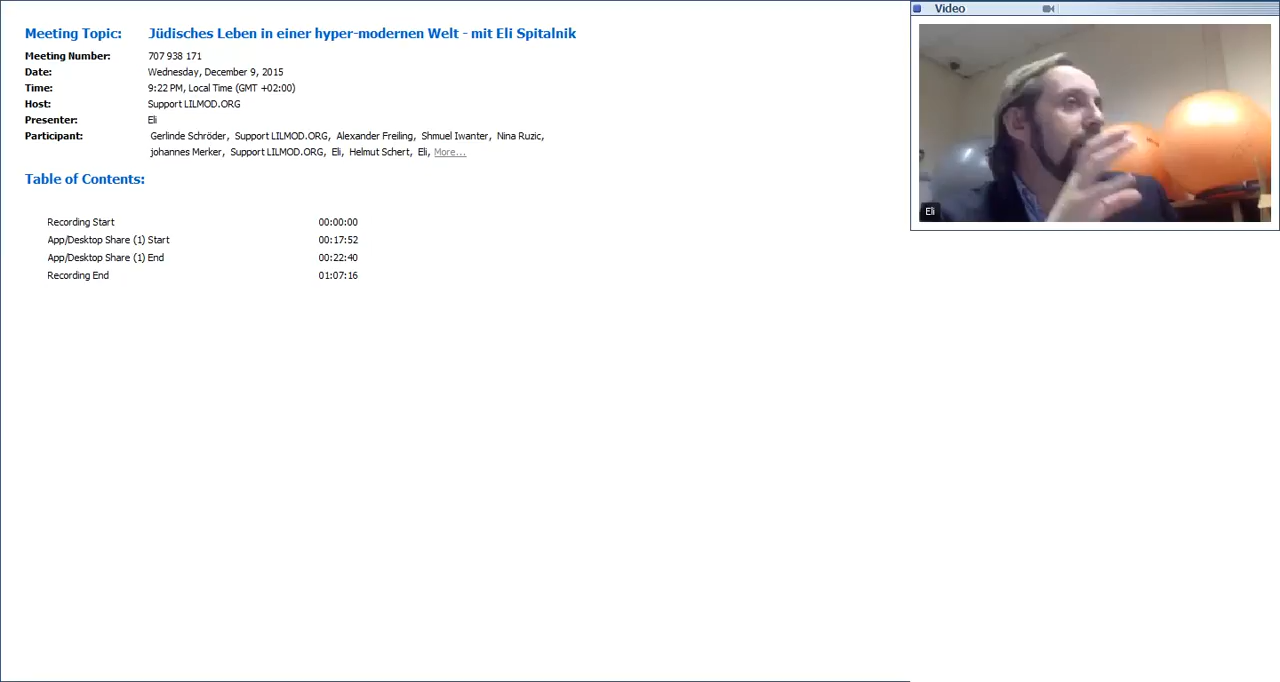 Meeting Topic: Jüdisches Leben in einer hyper-modernen Welt - mit Eli Spitalnik
Meeting Number: 707 938 171
Date: Wednesday, December 9, 2015
Time: 9:22 PM, Local Time (GMT +02:00)
Host: Support LILMOD.ORG
Presenter: Eli
Participant: Gerlinde Schröder, Support LILMOD.ORG, Alexander Freiling, Shmuel Iwanter, Nina Ruzic,
johannes Merker, Support LILMOD.ORG, Eli, Helmut Schert, Eli, More...
Table of Contents:
Recording Start 00:00:00
App/Desktop Share (1) Start 00:17:52
App/Desktop Share (1) End 00:22:40
Recording End 01:07:16
Video
Eli